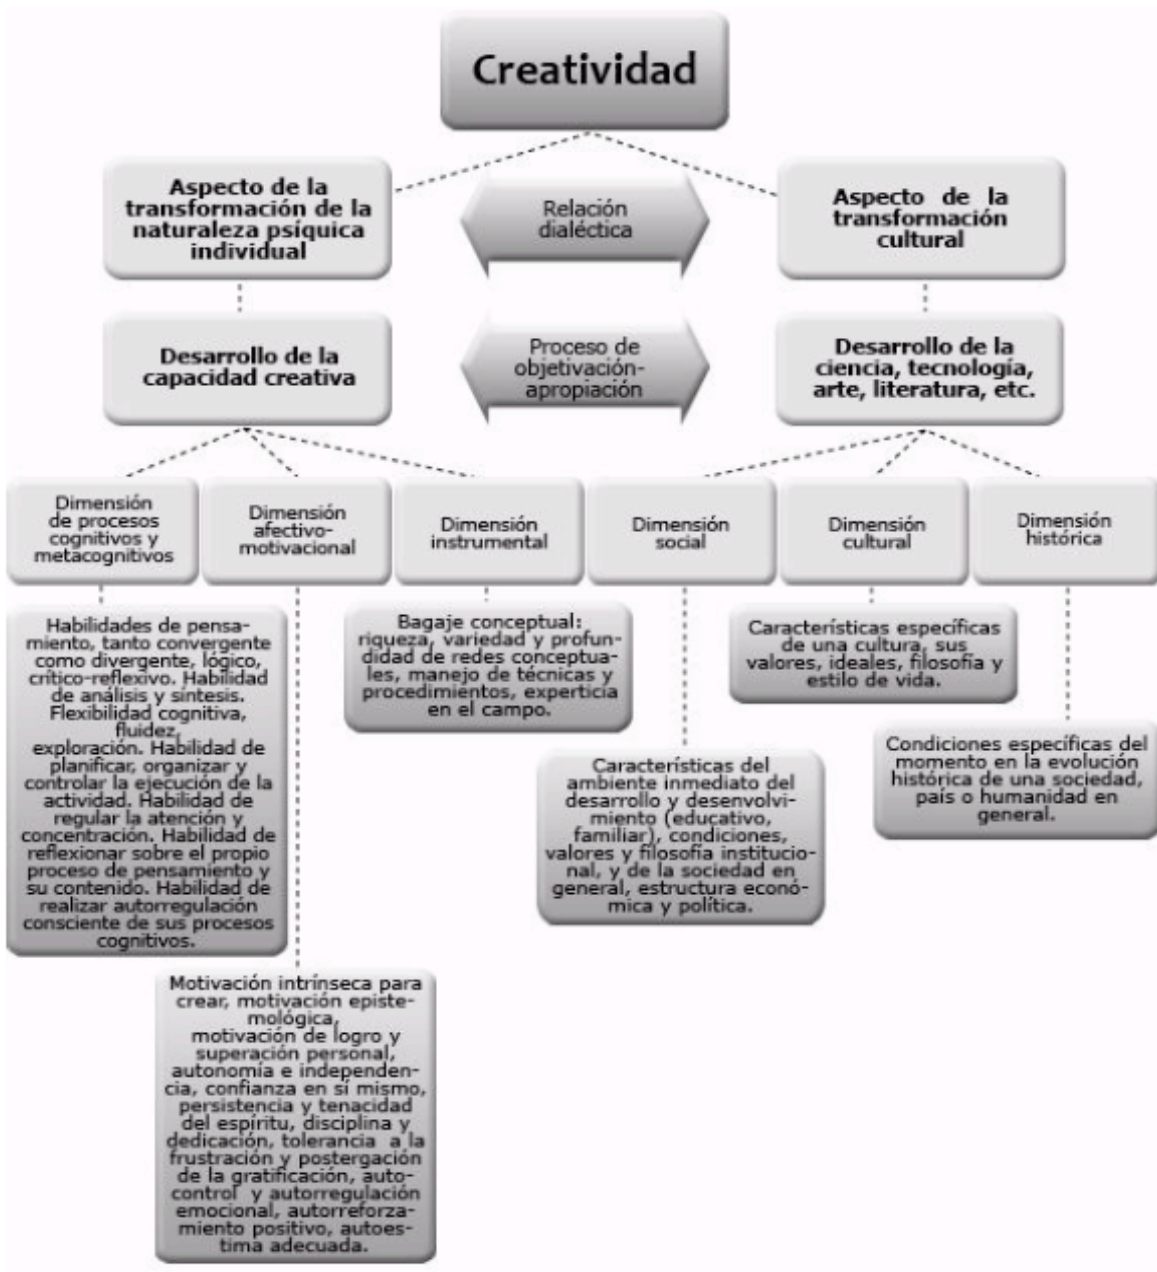 Creatividad
Aspecto de la
transformación de la
naturaleza psíquica
individual
Relación
dialéctica
Aspecto de la
transformación
cultural
Desarrollo de la
capacidad creativa
Proceso de
objetivación-
apropiación
Desarrollo de la
ciencia, tecnología,
arte, literatura, etc.
Dimensión
de procesos
cognitivos y
metacognitivos
Dimensión
afectivo-
motivacional
Dimensión
instrumental
Dimensión
social
Dimensión
cultural
Dimensión
histórica
Habilidades de pensa-
miento, tanto convergente
como divergente, lógico,
crítico-reflexivo. Habilidad
de análisis y síntesis.
Flexibilidad cognitiva,
fluidez,
exploración. Habilidad de
planificar, organizar y
controlar la ejecución de la
actividad. Habilidad de
regular la atención y
concentración. Habilidad de
reflexionar sobre el propio
proceso de pensamiento y
su contenido. Habilidad de
realizar autorregulación
consciente de sus procesos
cognitivos.
Bagaje conceptual:
riqueza, variedad y profun-
didad de redes conceptua-
les, manejo de técnicas y
procedimientos, experticia
en el campo.
Características específicas
de una cultura, sus
valores, ideales, filosofía y
estilo de vida.
Características del
ambiente inmediato del
desarrollo y desenvolvi-
miento (educativo,
familiar), condiciones,
valores y filosofía institucio-
nal, y de la sociedad en
general, estructura econó-
mica y política.
Condiciones específicas del
momento en la evolución
histórica de una sociedad,
país o humanidad en
general.
Motivación intrínseca para
crear, motivación episte-
mológica,
motivación de logro y
superación personal,
autonomía e independen-
cia, confianza en sí mismo,
persistencia y tenacidad
del espíritu, disciplina y
dedicación, tolerancia a la
frustración y postergación
de la gratificación, auto-
control y autorregulación
emocional, autorreforza-
miento positivo, autoes-
tima adecuada.